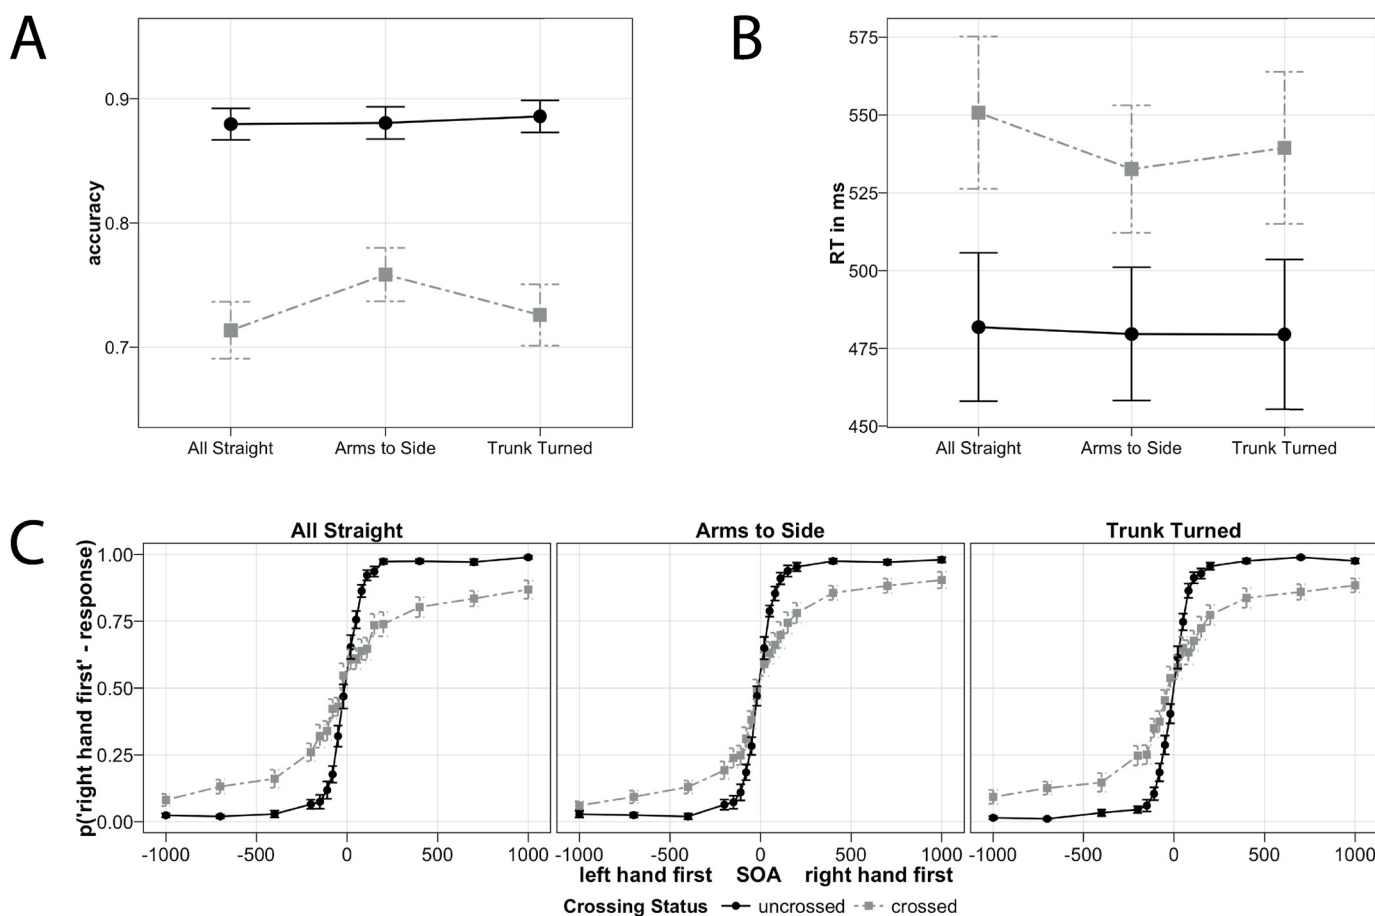 A
B
accuracy
0.9
0.8
0.7
All Straight Arms to Side Trunk Turned
RT in ms
575
550
525
500
475
450
All Straight Arms to Side Trunk Turned
C
All Straight Arms to Side Trunk Turned
p('right hand first' - response)
1.00
0.75
0.50
0.25
0.00
-1000 -500 0 500 1000 -1000 -500 0 500 1000 -1000 -500 0 500 1000
left hand first SOA right hand first
Crossing Status uncrossed crossed